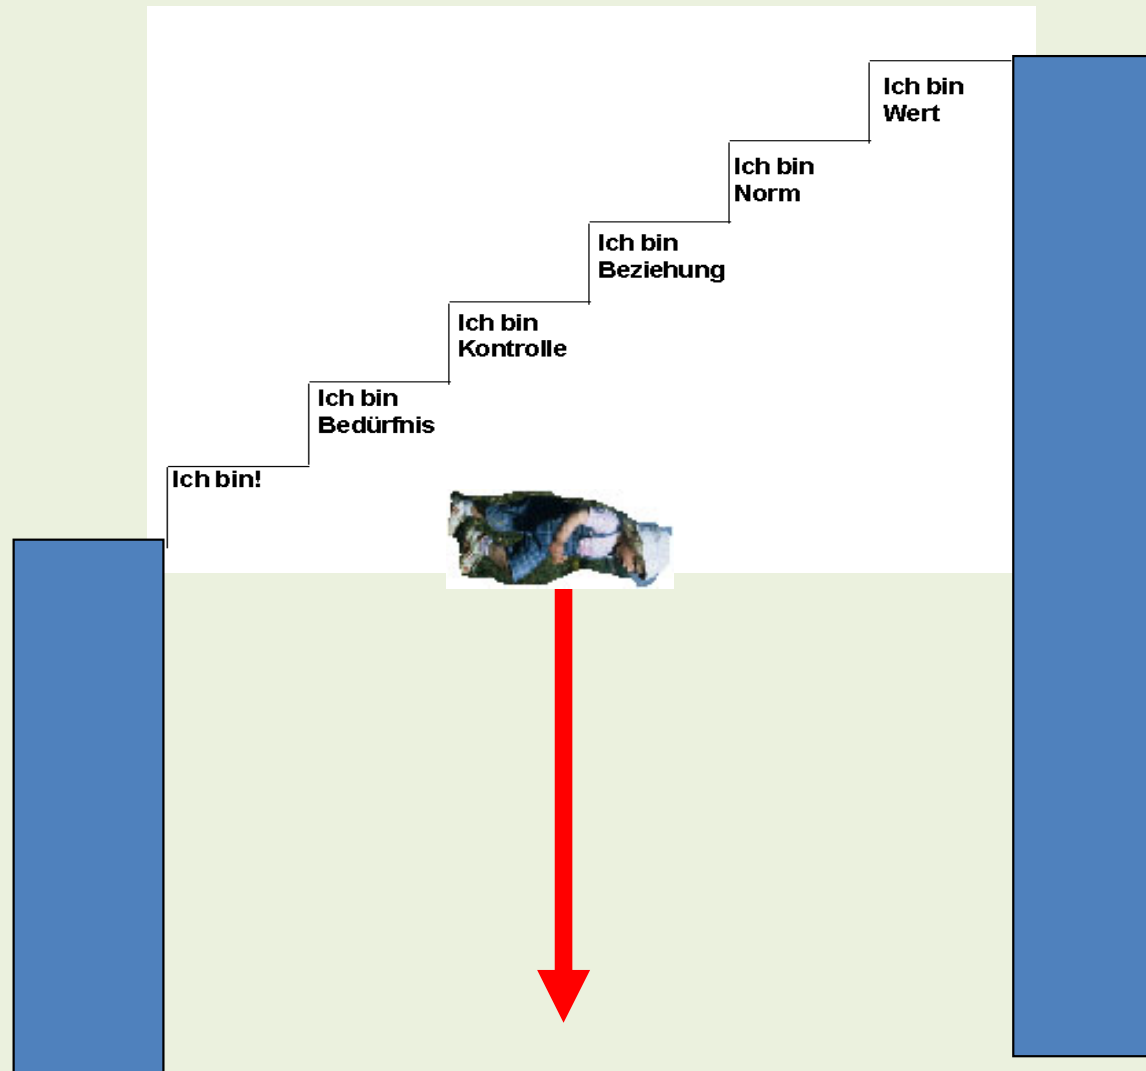 Ich bin
Wert
Ich bin
Norm
Ich bin
Beziehung
Ich bin
Kontrolle
Ich bin
Bedürfnis
Ich bin!